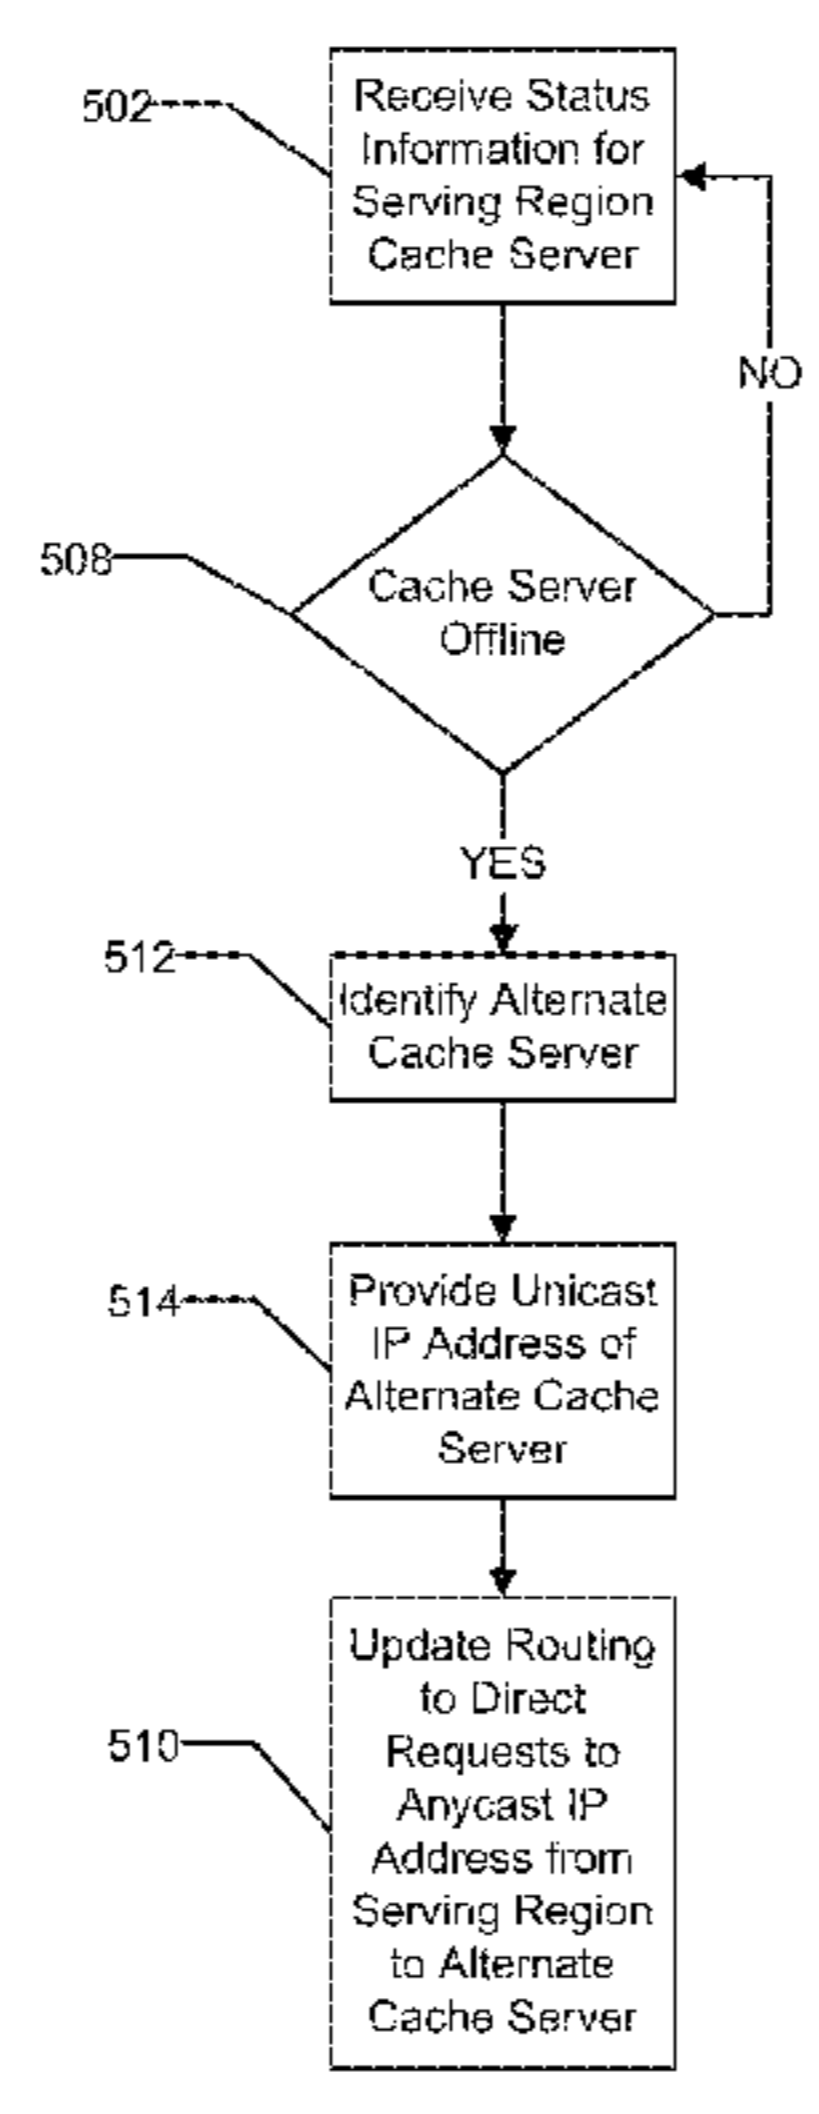 502
Receive Status
Information for
Serving Region
Cache Server
NO
508
Cache Server
Offline
YES
512
Identify Alternate
Cache Server
514
Provide Unicast
IP Address of
Alternate Cache
Server
510
Update Routing
to Direct
Requests to
Anycast IP
Address from
Serving Region
to Alternate
Cache Server